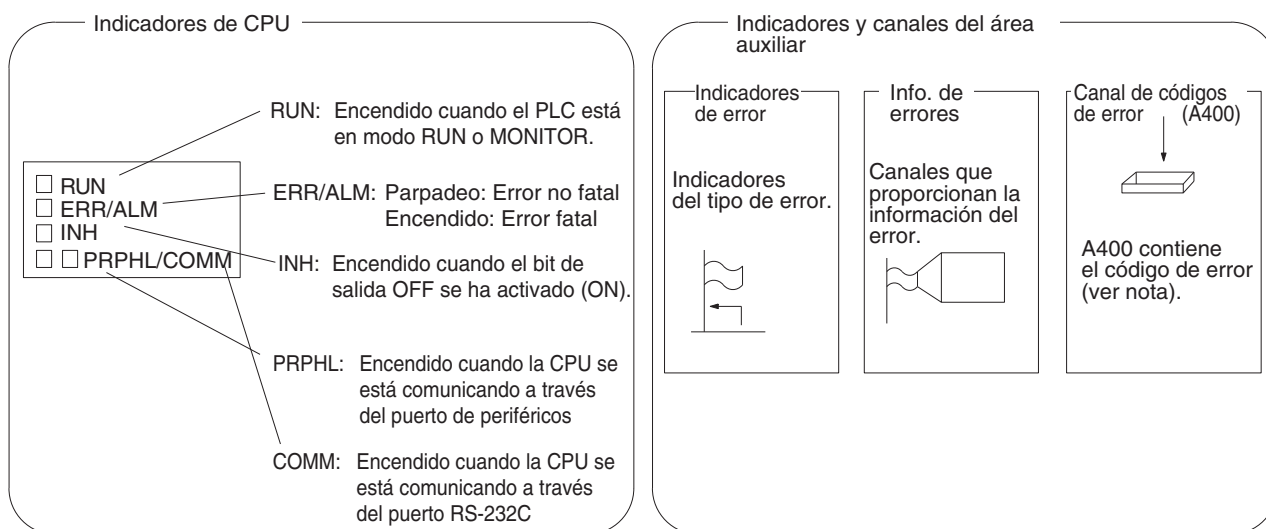 Indicadores de CPU
RUN: Encendido cuando el PLC está
en modo RUN o MONITOR.
RUN
ERR/ALM
INH
PRPHL/COMM
ERR/ALM: Parpadeo: Error no fatal
Encendido: Error fatal
INH: Encendido cuando el bit de
salida OFF se ha activado (ON).
PRPHL: Encendido cuando la CPU se
está comunicando a través
del puerto de periféricos
COMM: Encendido cuando la CPU se
está comunicando a través
del puerto RS-232C
Indicadores y canales del área
auxiliar
Indicadores
de error
Indicadores
del tipo de error.
Info. de
errores
Canales que
proporcionan la
información del
error.
Canal de códigos
de error (A400)
A400 contiene
el código de error
(ver nota).